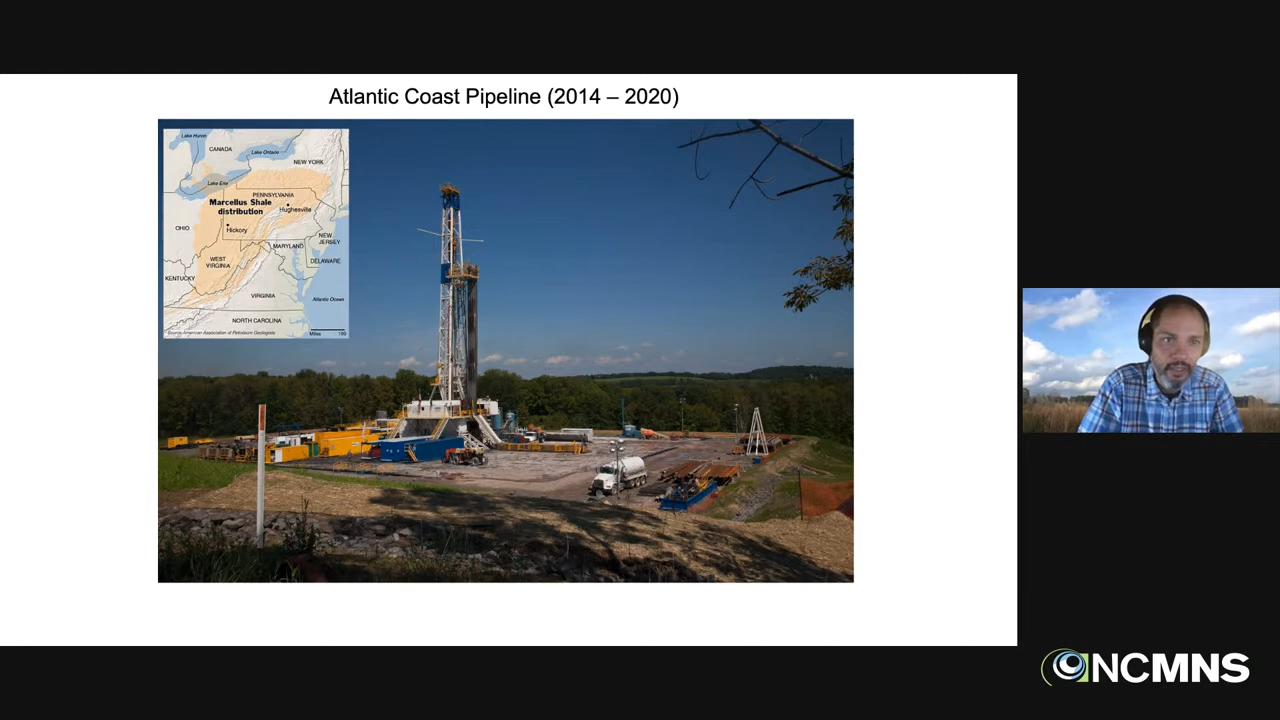 Atlantic Coast Pipeline (2014 – 2020)
Lake Huron
CANADA
Lake Ontario
NEW YORK
Lake Erie
PENNSYLVANIA
Marcellus Shale
distribution
Hughesville
OHIO
Hickory
NEW
JERSEY
MARYLAND
WEST
VIRGINIA
DELAWARE
KENTUCKY
VIRGINIA
Atlantic Ocean
NORTH CAROLINA
Source: American Association of Petroleum Geologists
Miles 100
NCMNS